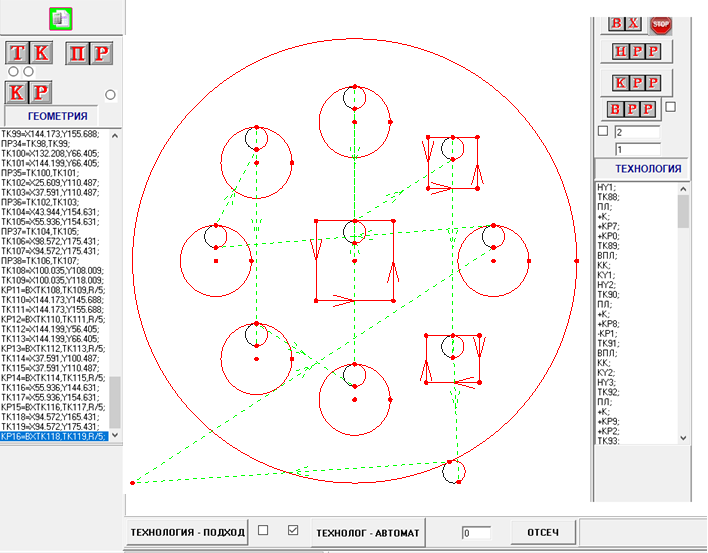 ТК ПР
КР
ГЕОМЕТРИЯ
ТК99=X144.173,Y155.688;
ПР34=ТК98,ТК99;
ТК100=X132.208,Y66.405;
ТК101=X144.199,Y66.405;
ПР35=ТК100,ТК101;
ТК102=X25.609,Y110.487;
ТК103=X37.591,Y110.487;
ПР36=ТК102,ТК103;
ТК104=X43.944,Y154.631;
ТК105=X55.936,Y154.631;
ПР37=ТК104,ТК105;
ТК106=X98.572,Y175.431;
ТК107=X94.572,Y175.431;
ПР38=ТК106,ТК107;
ТК108=X100.035,Y108.009;
ТК109=X100.035,Y118.009;
КР11=ВХТК108,ТК109,R/5;
ТК110=X144.173,Y145.688;
ТК111=X144.173,Y155.688;
КР12=ВХТК110,ТК111,R/5;
ТК112=X144.199,Y56.405;
ТК113=X144.199,Y66.405;
КР13=ВХТК112,ТК113,R/5;
ТК114=X37.591,Y100.487;
ТК115=X37.591,Y110.487;
КР14=ВХТК114,ТК115,R/5;
ТК116=X55.936,Y144.631;
ТК117=X55.936,Y154.631;
КР15=ВХТК116,ТК117,R/5;
ТК118=X94.572,Y165.431;
ТК119=X94.572,Y175.431;
КР16=ВХТК118,ТК119,R/5;
ВХ STOP
НРР
КРР
ВРР
2
1
ТЕХНОЛОГИЯ
НУ1;
ТК88;
ПЛ;
+К;
+КР7;
+КР0;
ТК89;
ВПЛ;
КК;
КУ1;
НУ2;
ТК90;
ПЛ;
+К;
+КР8;
-КР1;
ТК91;
ВПЛ;
КК;
КУ2;
НУ3;
ТК92;
ПЛ;
+К;
+КР9;
+КР2;
ТК93;
ТЕХНОЛОГИЯ - ПОДХОД
ТЕХНОЛОГ - АВТОМАТ
0
ОТСЕЧ